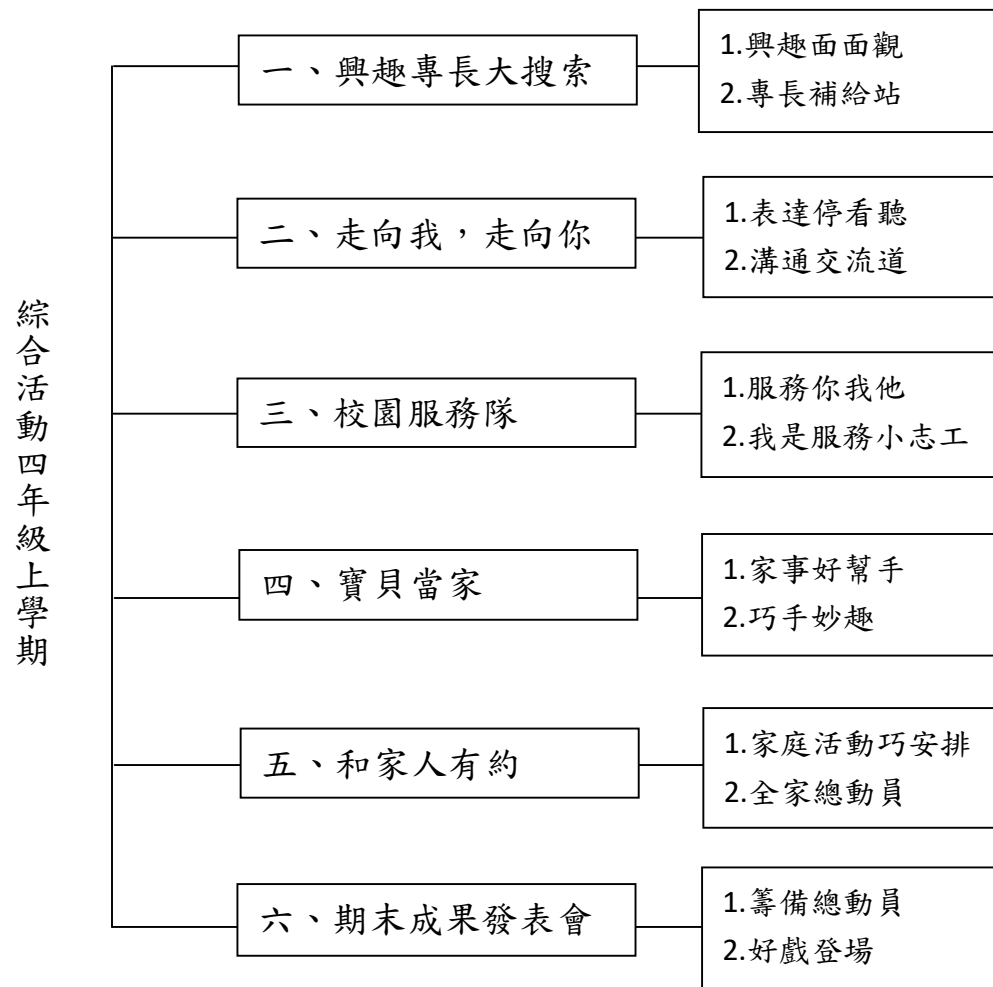 綜合活動四年級上學期
一、興趣專長大搜索
1.興趣面面觀
2.專長補給站
二、走向我，走向你
1.表達停看聽
2.溝通交流道
三、校園服務隊
1.服務你我他
2.我是服務小志工
四、寶貝當家
1.家事好幫手
2.巧手妙趣
五、和家人有約
1.家庭活動巧安排
2.全家總動員
六、期末成果發表會
1.籌備總動員
2.好戲登場